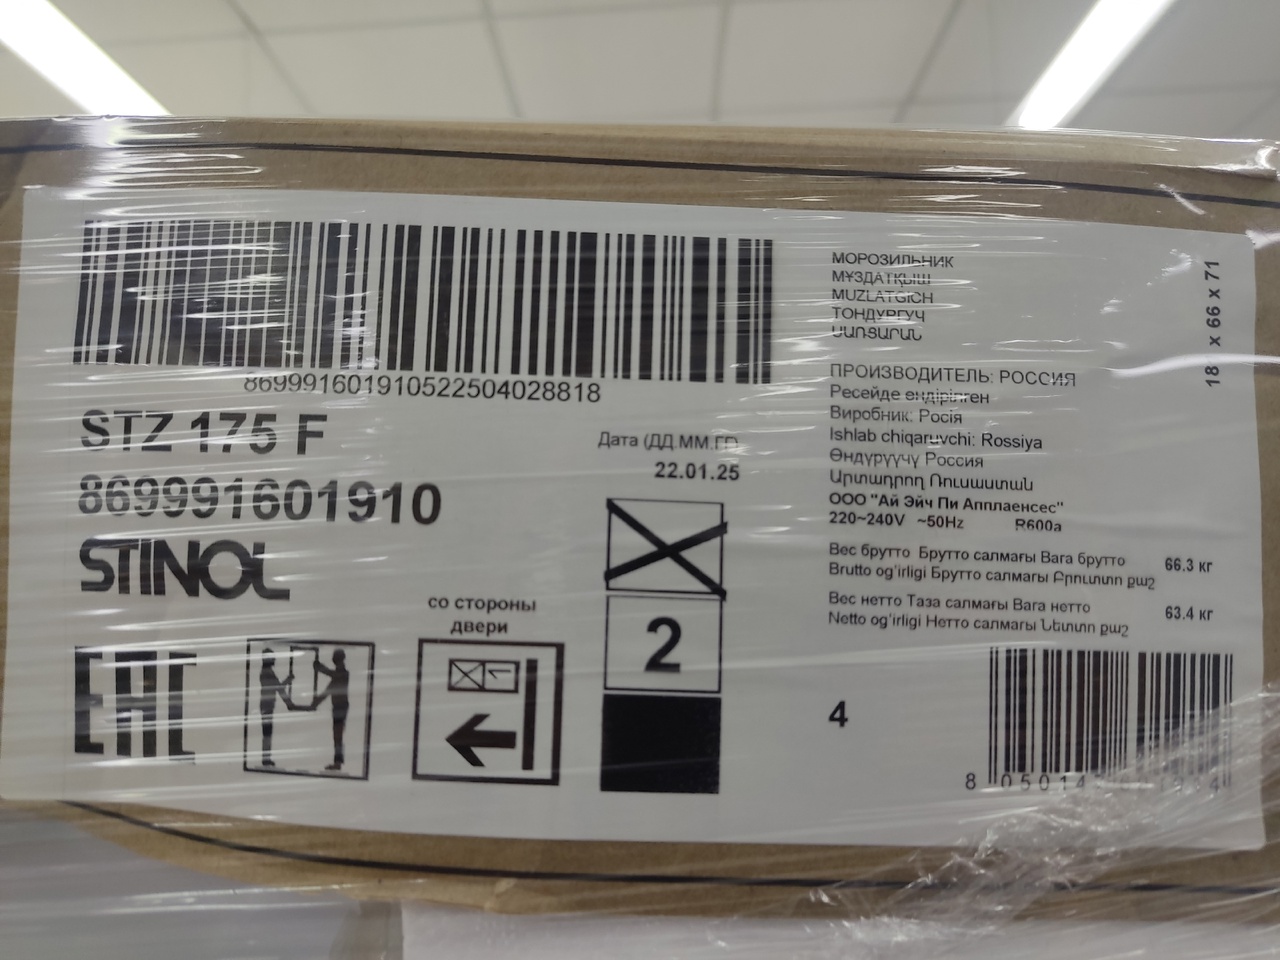 869991601910522504028818
STZ 175 F
869991601910
STINOL
EAC
со стороны
двери
1
Дата (ДД.ММ.ГГ)
22.01.25
2
МОРОЗИЛЬНИК
МҰЗДАТҚЫШ
MUZLATGICH
ТОНДУРГУЧ
ՍԱՌՑԱՐԱՆ
ПРОИЗВОДИТЕЛЬ: РОССИЯ
Ресейде өндірілген
Виробник: Росія
Ishlab chiqaruvchi: Rossiya
Өндүрүүчү Россия
Արտադրող Ռուսաստան
ООО "Ай Эйч Пи Апплаенсес"
220~240V ~50Hz R600a
Вес брутто Брутто салмағы Вага брутто 66.3 кг
Brutto og'irligi Брутто салмагы Բրուտտո քաշ
Вес нетто Таза салмағы Вага нетто 63.4 кг
Netto og'irligi Нетто салмагы Նետտո քաշ
4
x 66 x 71